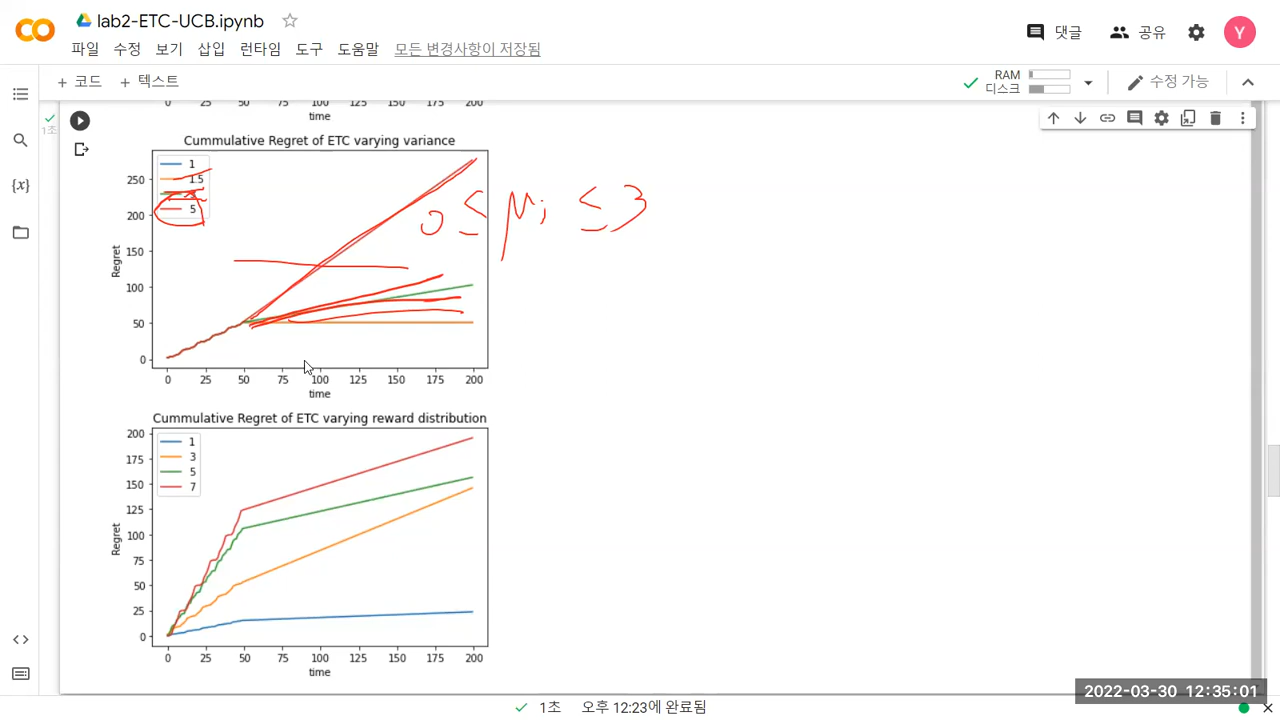 lab2-ETC-UCB.ipynb
댓글
공유
Y
파일 수정 보기 삽입 런타임 도구 도움말 모든 변경사항이 저장됨
+ 코드 + 텍스트
RAM
디스크
수정 가능
1초
0 25 50 75 100 125 150 175 200
time
Cummulative Regret of ETC varying variance
1
1.5
5
250
200
150
100
50
0
Regret
0 25 50 75 100 125 150 175 200
time
0 ≤ μi ≤ 3
Cummulative Regret of ETC varying reward distribution
1
3
5
7
200
175
150
125
100
75
50
25
0
Regret
0 25 50 75 100 125 150 175 200
time
{x}
<>
1초 오후 12:23에 완료됨
2022-03-30 12:35:01